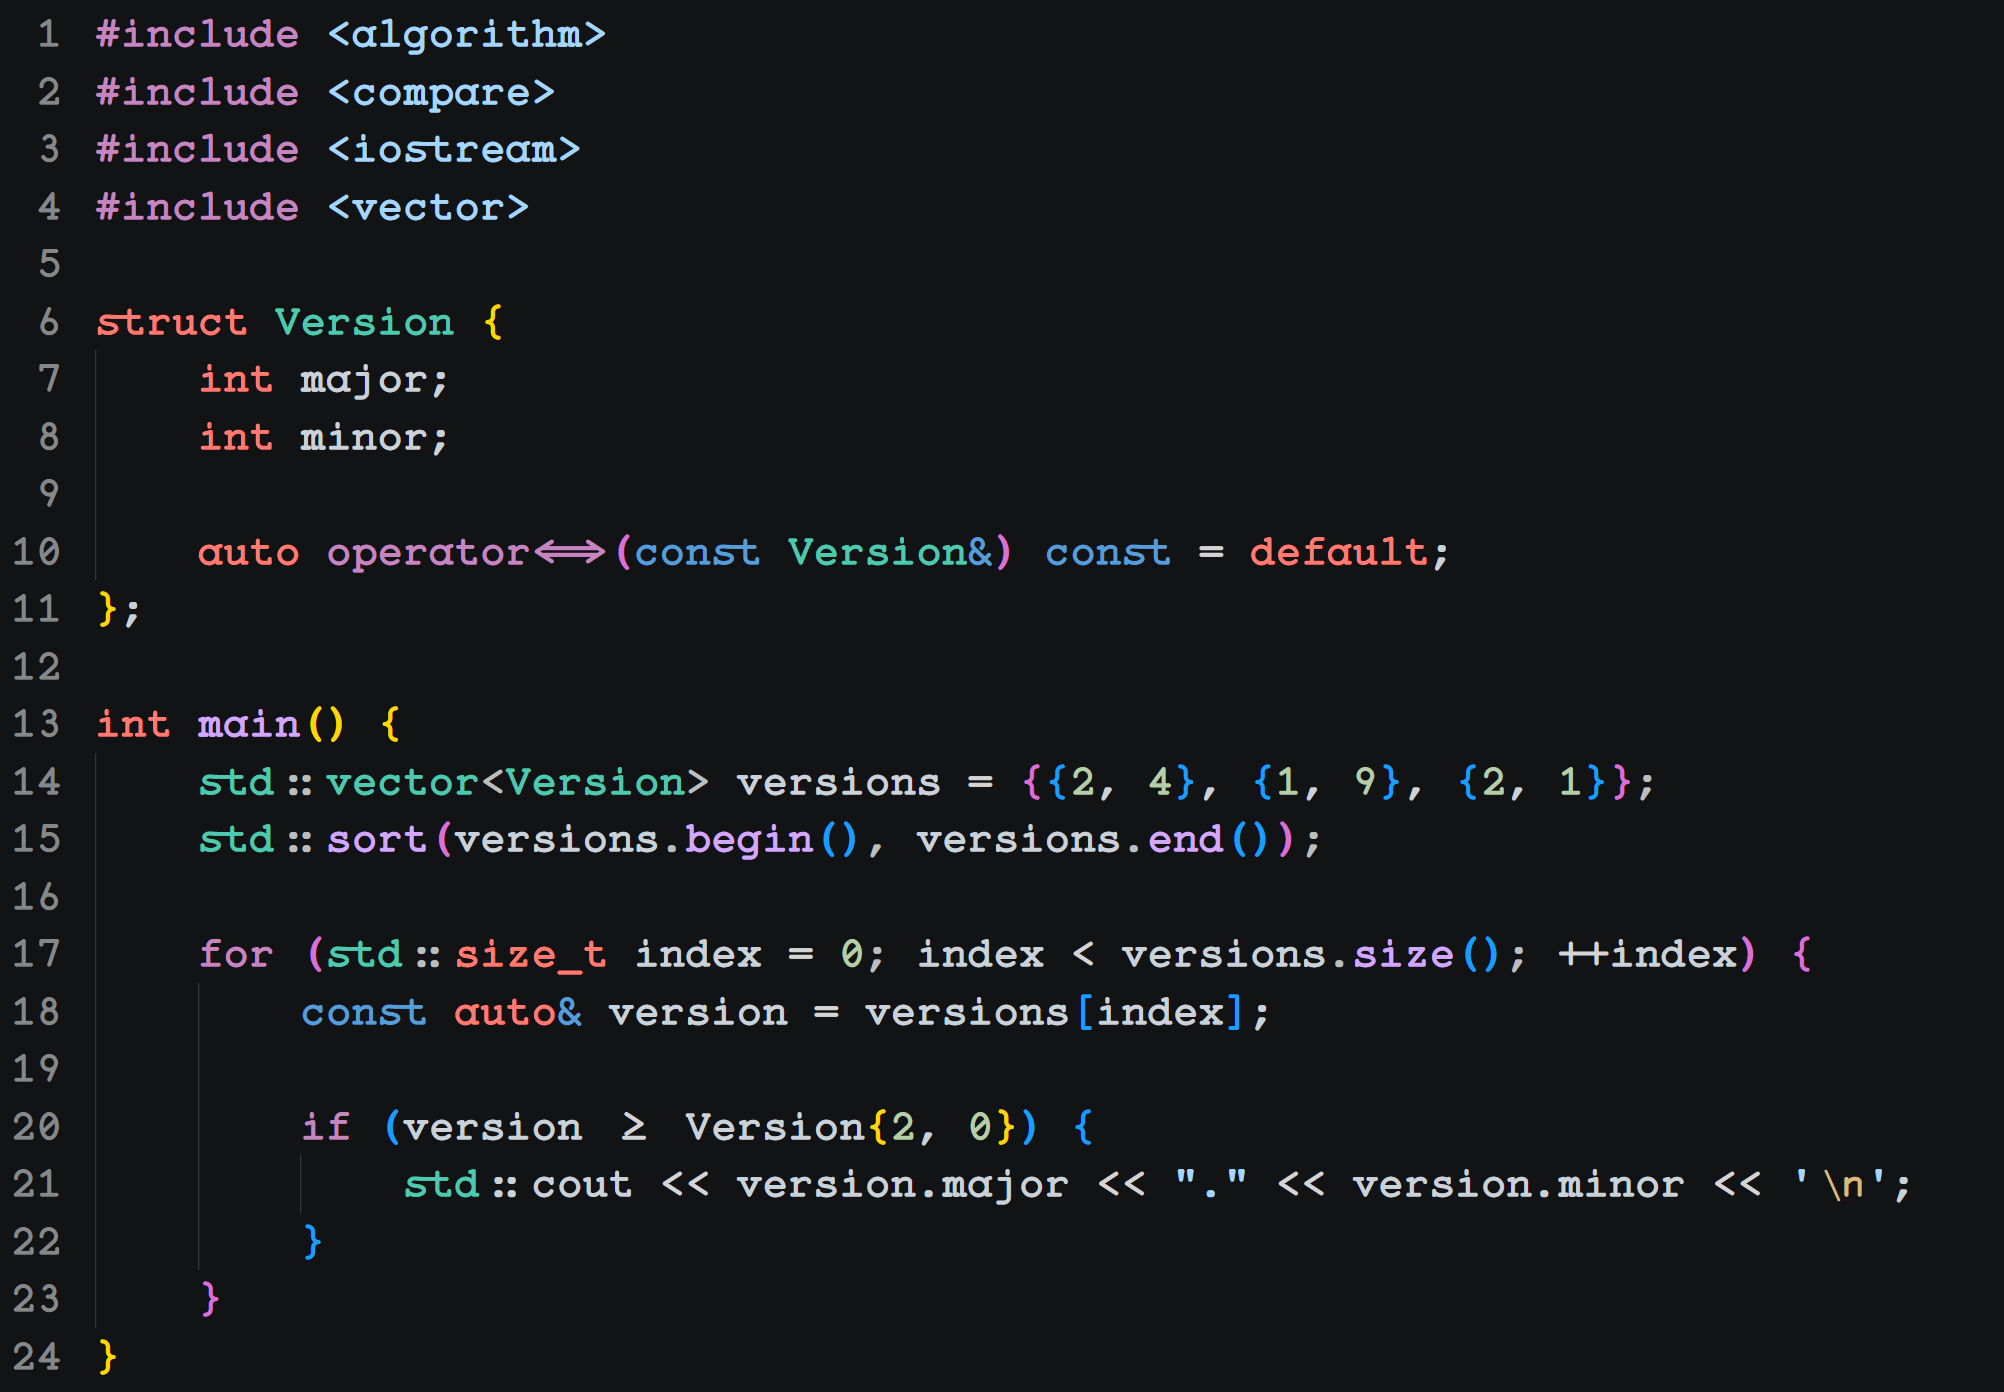 1 #include <algorithm>
2 #include <compare>
3 #include <iostream>
4 #include <vector>
5
6 struct Version {
7     int major;
8     int minor;
9
10     auto operator<=>(const Version&) const = default;
11 };
12
13 int main() {
14     std::vector<Version> versions = {{2, 4}, {1, 9}, {2, 1}};
15     std::sort(versions.begin(), versions.end());
16
17     for (std::size_t index = 0; index < versions.size(); ++index) {
18         const auto& version = versions[index];
19
20         if (version >= Version{2, 0}) {
21             std::cout << version.major << "." << version.minor << '\n';
22         }
23     }
24 }